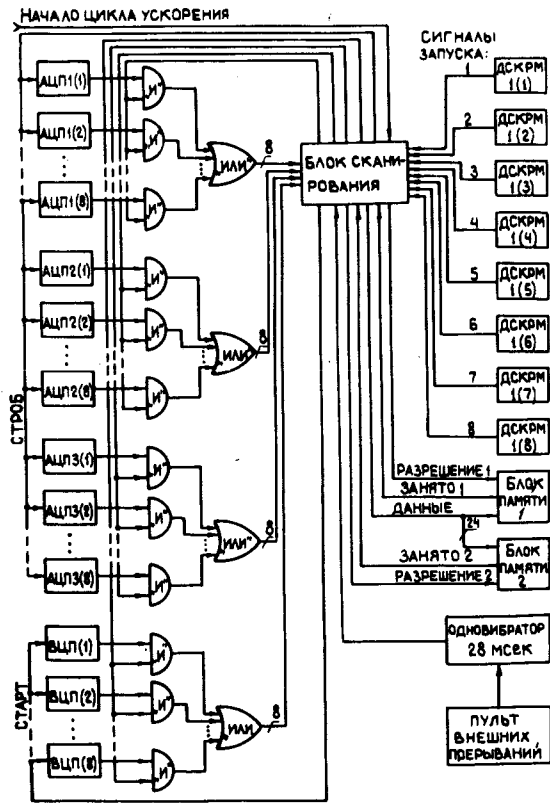 Начало цикла ускорения
СИГНАЛЫ
ЗАПУСКА:
АЦП1(1)
АЦП1(2)
АЦП1(8)
"И"
"И"
"И"
"ИЛИ"
8
АЦП2(1)
АЦП2(2)
АЦП2(8)
"И"
"И"
"И"
"ИЛИ"
8
АЦП3(1)
АЦП3(2)
АЦП3(8)
"И"
"И"
"И"
"ИЛИ"
8
ВЦП(1)
ВЦП(2)
ВЦП(8)
"И"
"И"
"И"
"ИЛИ"
8
СТРОБ
СТАРТ
БЛОК СКАНИ-
РОВАНИЯ
1
ДСКРМ
1(1)
2
ДСКРМ
1(2)
3
ДСКРМ
1(3)
4
ДСКРМ
1(4)
5
ДСКРМ
1(5)
6
ДСКРМ
1(6)
7
ДСКРМ
1(7)
8
ДСКРМ
1(8)
РАЗРЕШЕНИЕ 1
ЗАНЯТО 1
ДАННЫЕ
24
ЗАНЯТО 2
РАЗРЕШЕНИЕ 2
БЛОК
ПАМЯТИ
1
БЛОК
ПАМЯТИ
2
ОДНОВИБРАТОР
28 мсек
ПУЛЬТ
ВНЕШНИХ
ПРЕРЫВАНИЙ